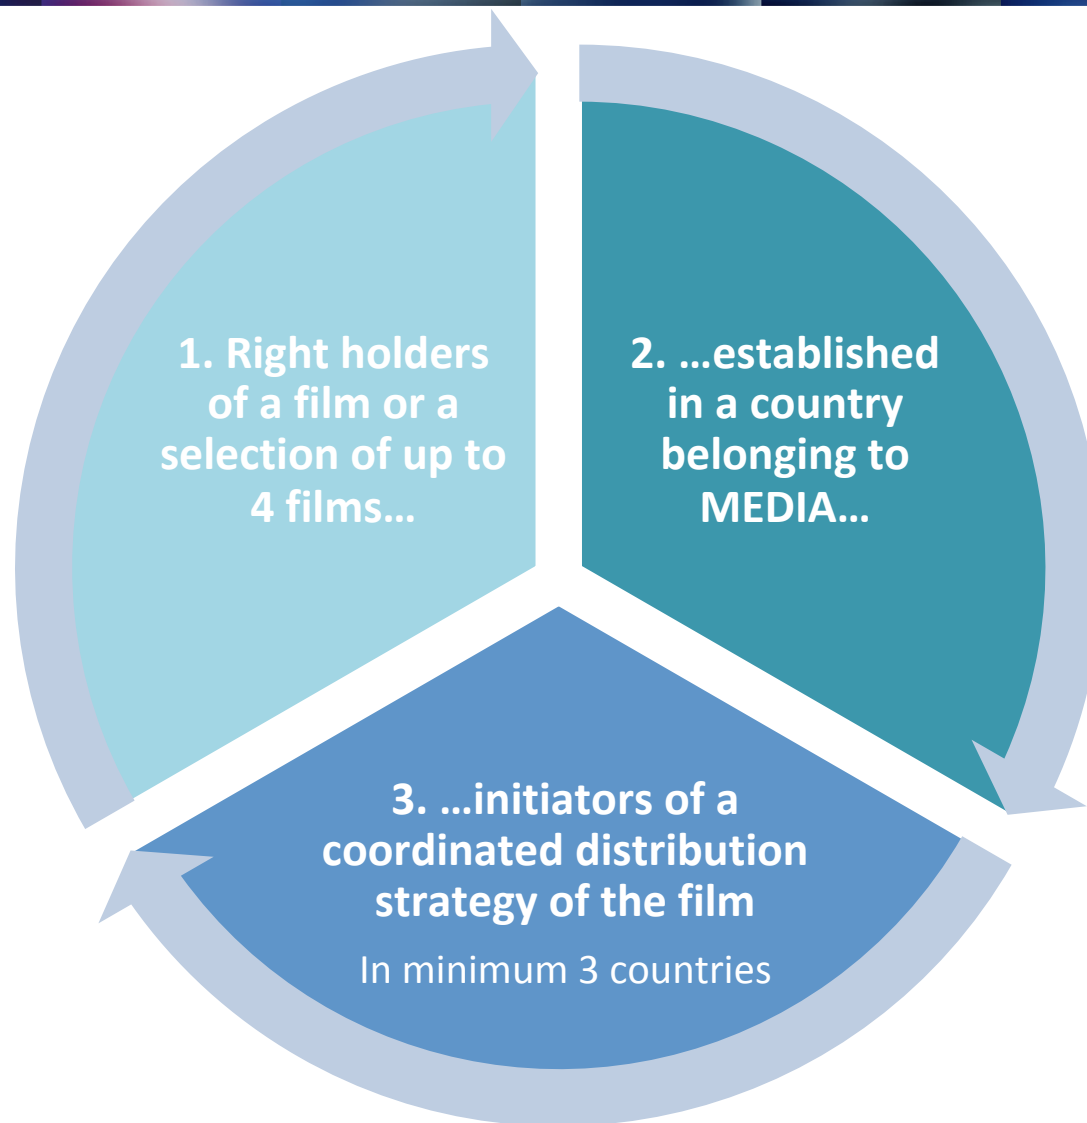 1. Right holders
of a film or a
selection of up to
4 films...
2. ...established
in a country
belonging to
MEDIA...
3. ...initiators of a
coordinated distribution
strategy of the film
In minimum 3 countries